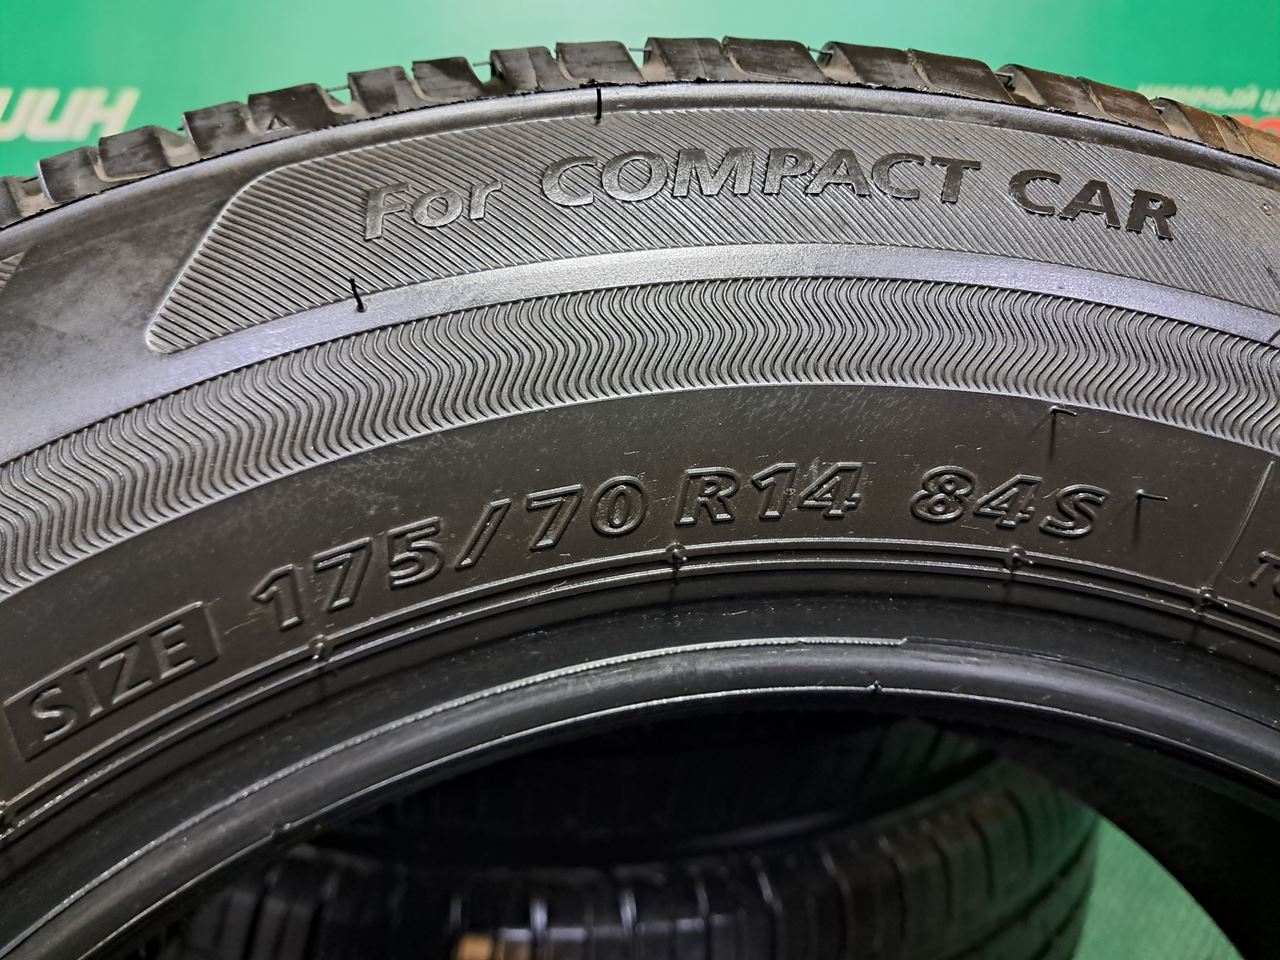 For COMPACT CAR
SIZE 175/70 R14 84S